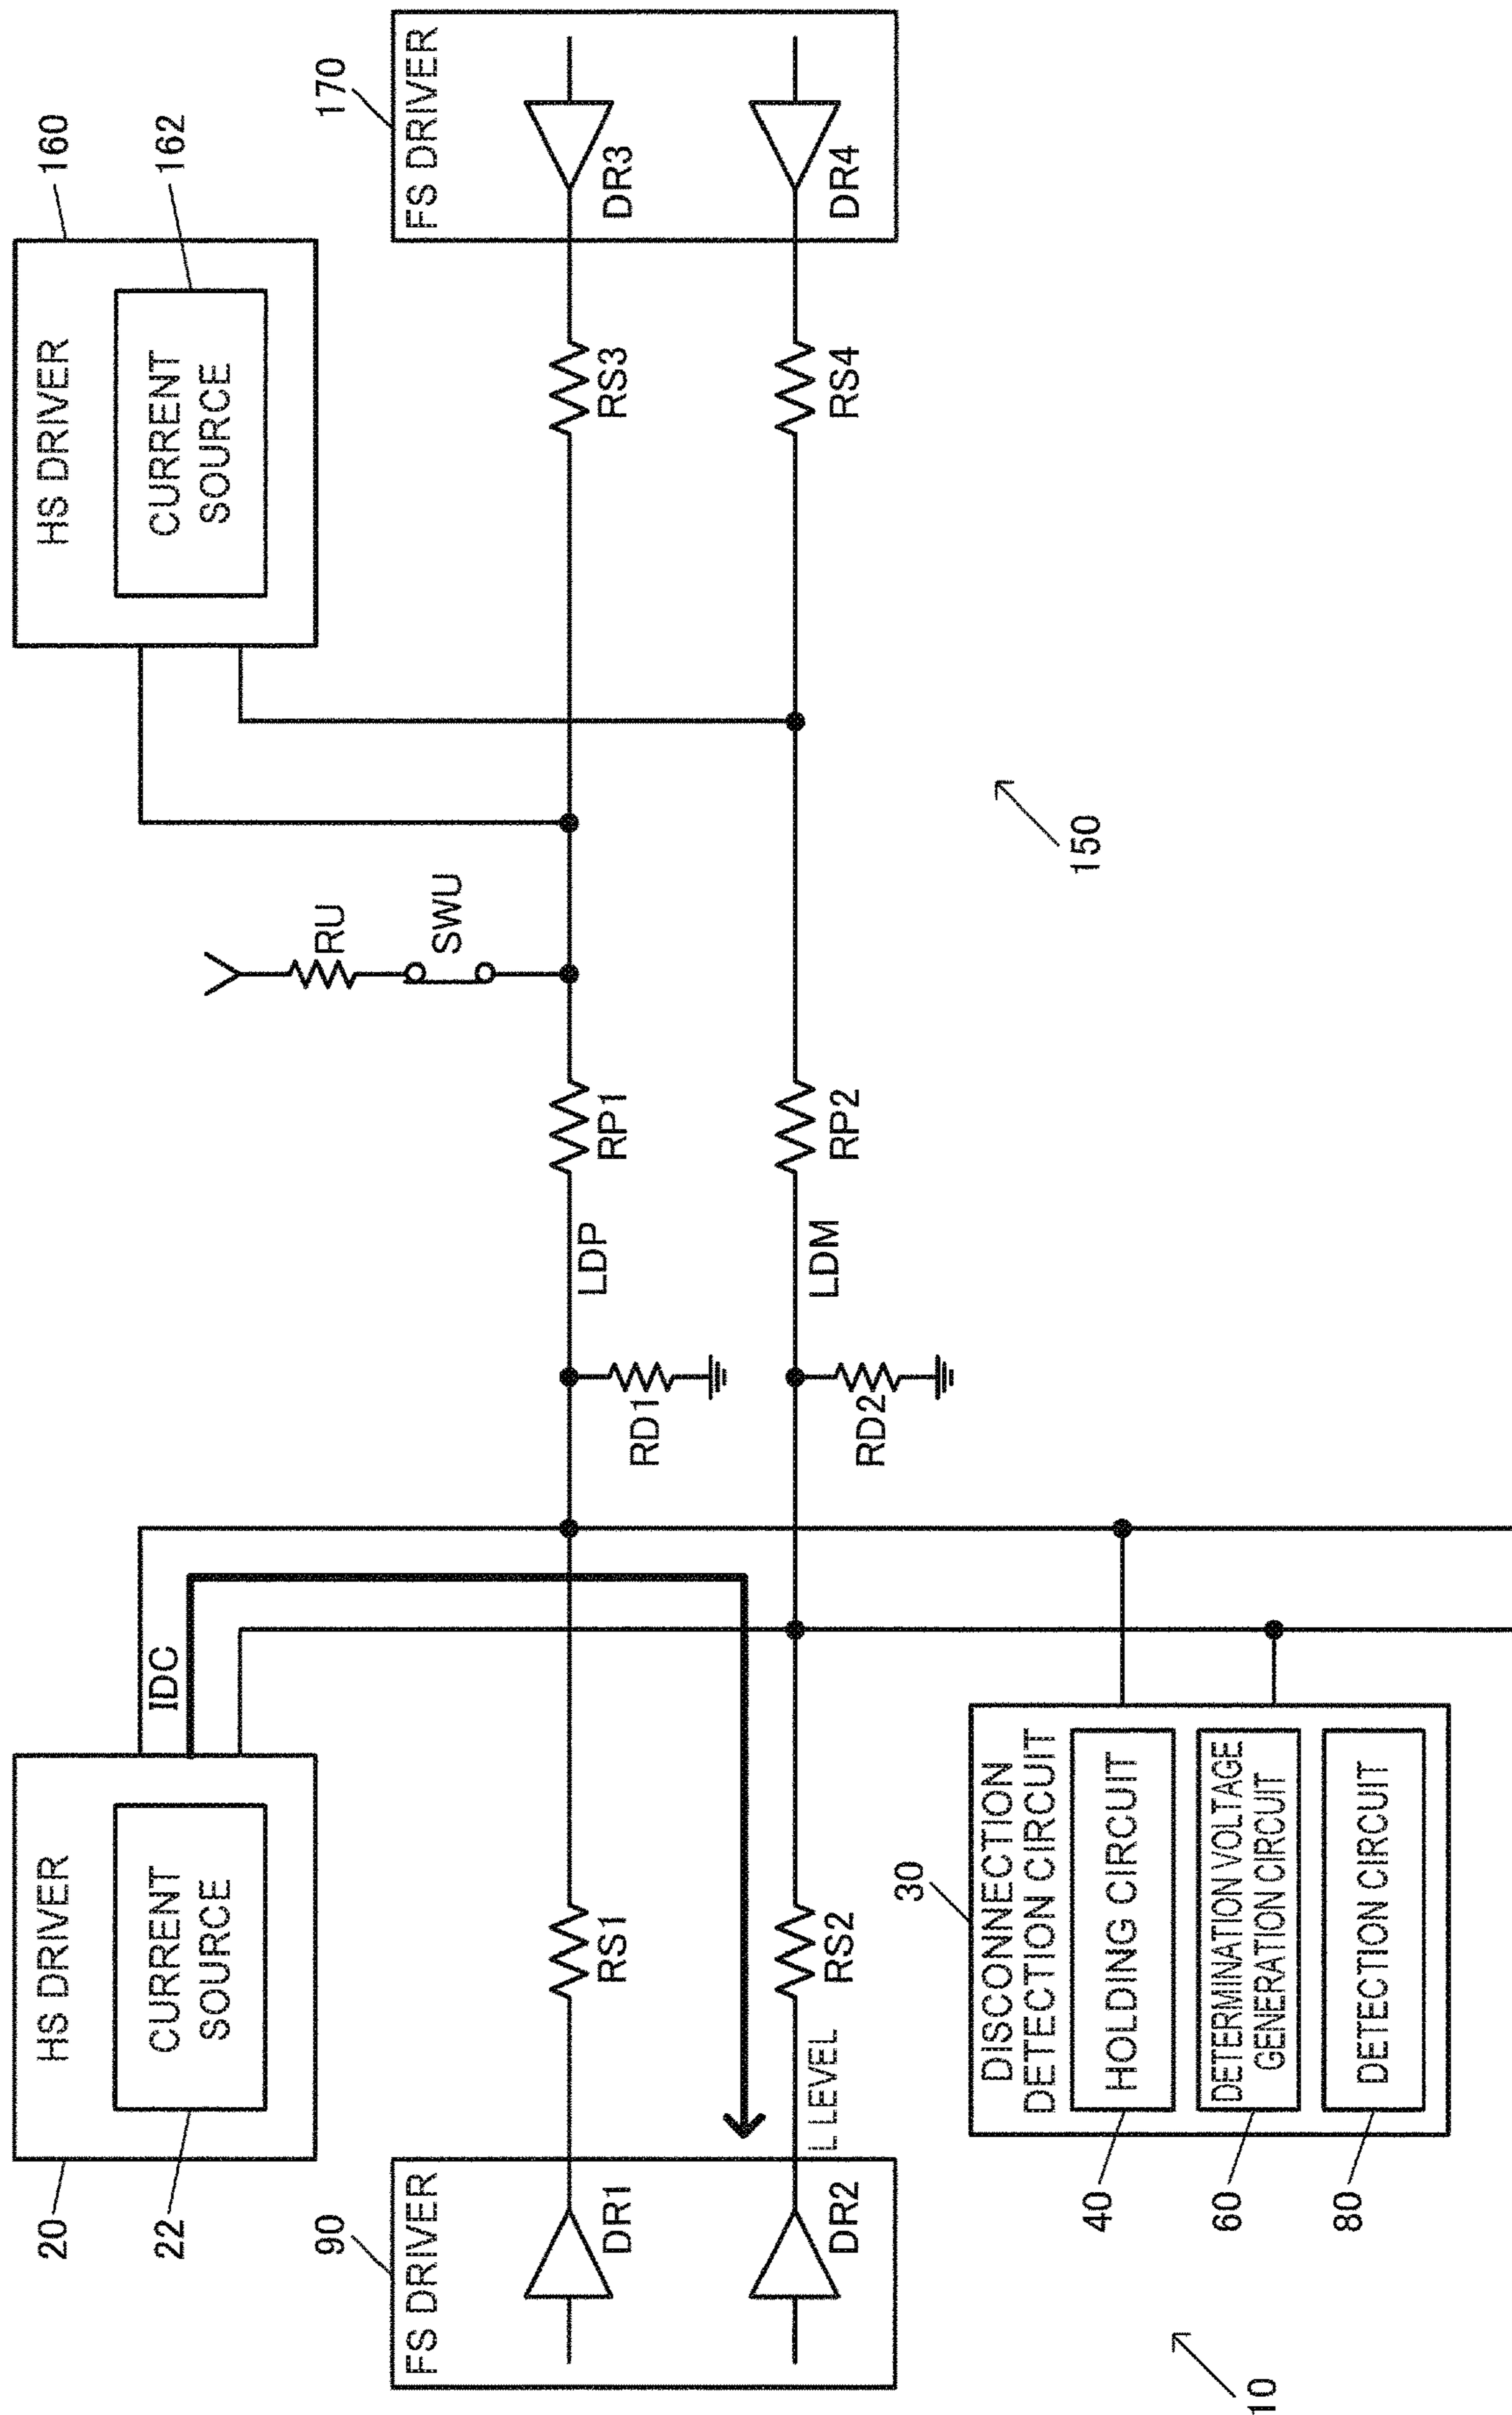 20
22
HS DRIVER
CURRENT
SOURCE
IDC
160
162
HS DRIVER
CURRENT
SOURCE
RU
SWU
90
FS DRIVER
DR1
DR2
RS1
RS2
L LEVEL
LDP
LDM
RD1
RD2
RP1
RP2
RS3
RS4
170
FS DRIVER
DR3
DR4
30
DISCONNECTION
DETECTION CIRCUIT
40
HOLDING CIRCUIT
60
DETERMINATION VOLTAGE
GENERATION CIRCUIT
80
DETECTION CIRCUIT
150
10